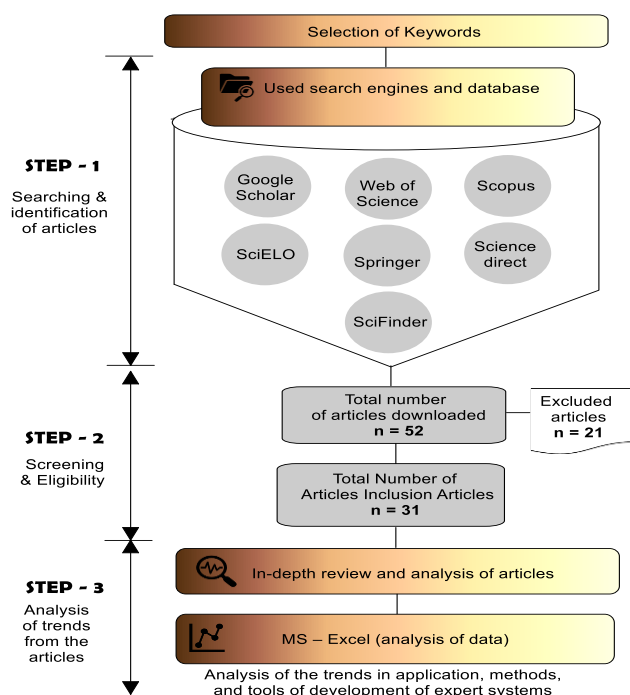 Selection of Keywords
Used search engines and database
STEP - 1
Searching &
identification
of articles
Google
Scholar
Web of
Science
Scopus
SciELO
Springer
Science
direct
SciFinder
STEP - 2
Screening
& Eligibility
Total number
of articles downloaded
n = 52
Excluded
articles
n = 21
Total Number of
Articles Inclusion Articles
n = 31
STEP - 3
Analysis
of trends
from the
articles
In-depth review and analysis of articles
MS – Excel (analysis of data)
Analysis of the trends in application, methods,
and tools of development of expert systems